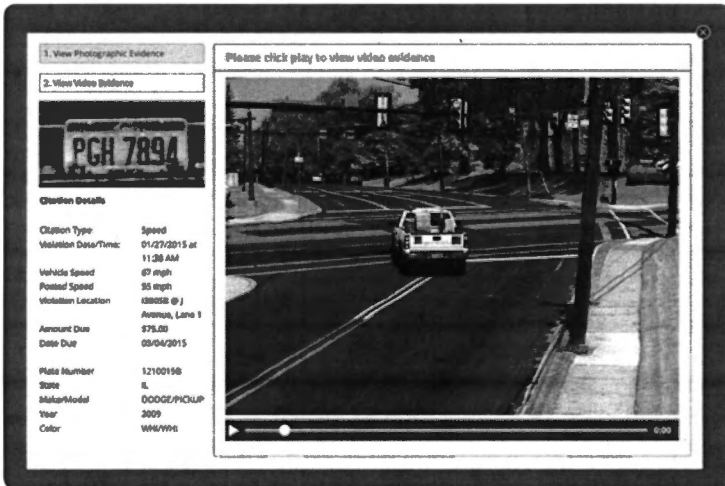 1. View Photographic Evidence
2. View Video Evidence
PGH 7894
Citation Details
Citation Type Speed
Violation Date/Time: 01/27/2015 at
11:38 AM
Vehicle Speed 67 mph
Posted Speed 55 mph
Violation Location I380SB @ J
Avenue, Lane 1
Amount Due $75.00
Date Due 03/04/2015
Plate Number 1210015B
State IL
Make/Model DODGE/PICKUP
Year 2009
Color WHI/WHI
Please click play to view video evidence
0:00